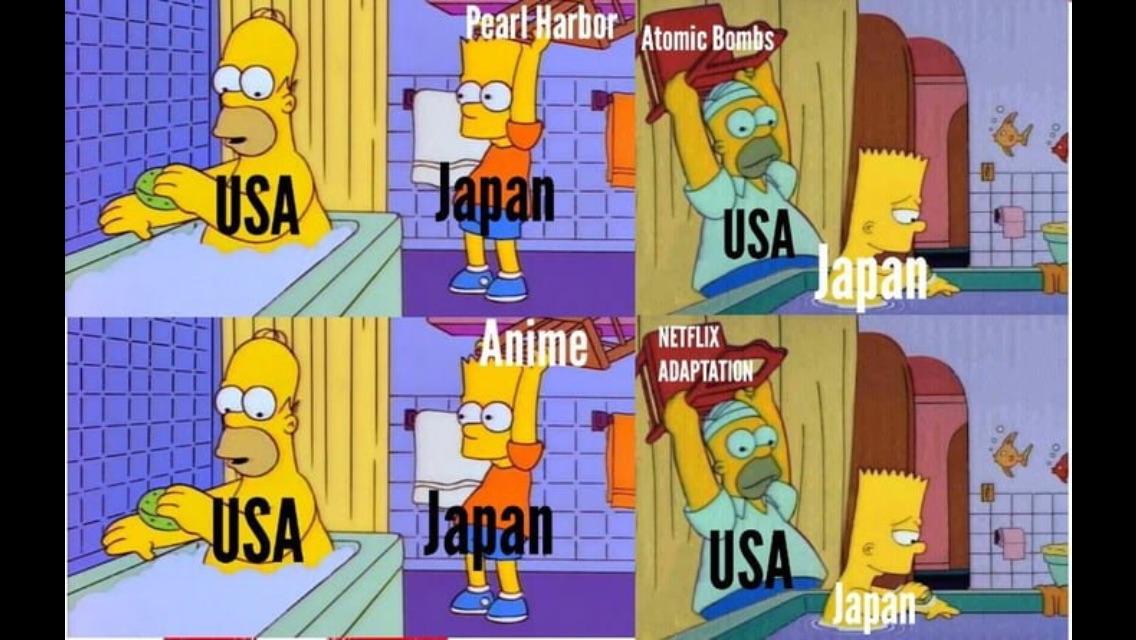 Pearl Harbor
USA
Japan
Atomic Bombs
USA
Japan
Anime
USA
Japan
NETFLIX
ADAPTATION
USA
Japan